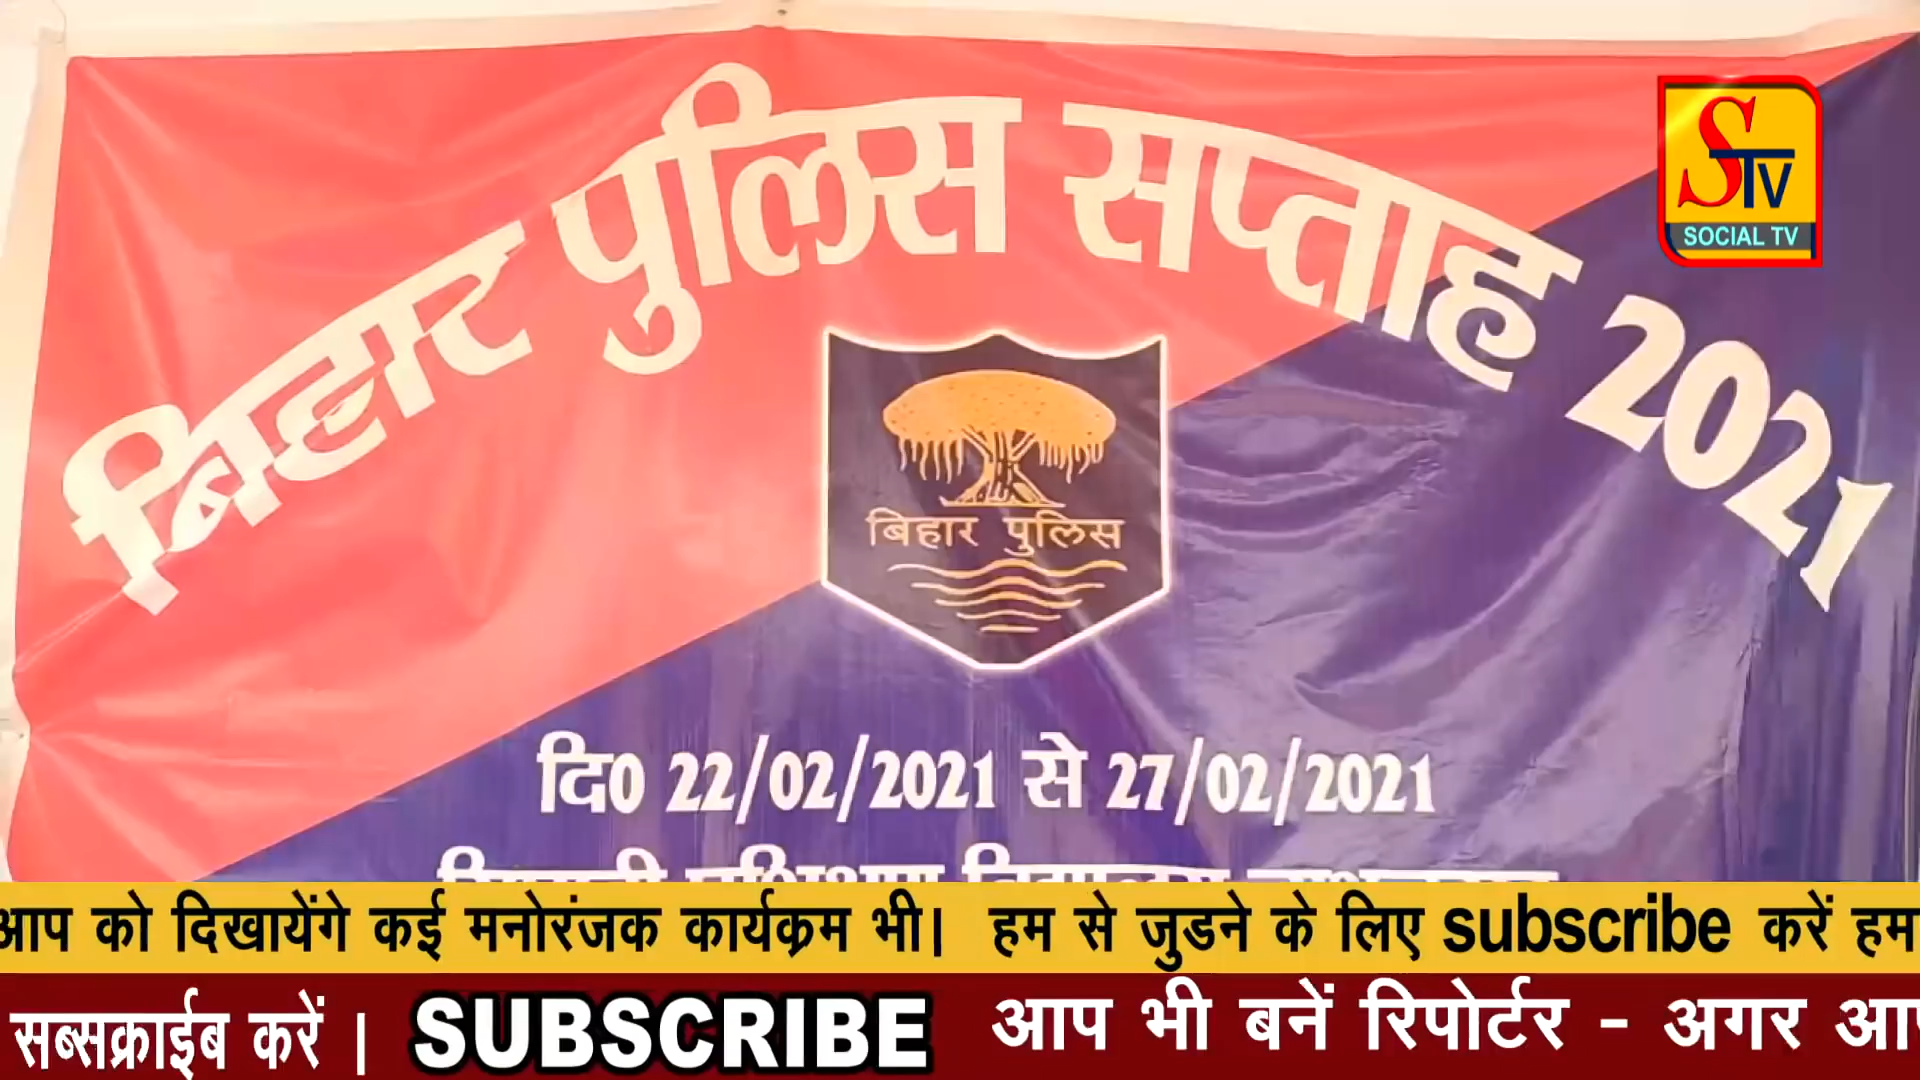 बिहार पुलिस सप्ताह 2021
STV
SOCIAL TV
बिहार पुलिस
दि0 22/02/2021 से 27/02/2021
आप को दिखायेंगे कई मनोरंजक कार्यक्रम भी। हम से जुडने के लिए subscribe करें हम
सब्सक्राईब करें | SUBSCRIBE आप भी बनें रिपोर्टर - अगर